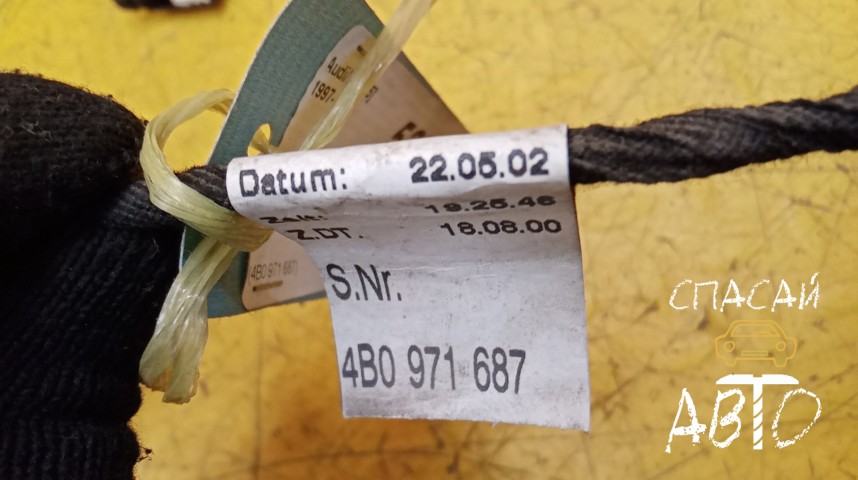 Audi
1997-
Datum: 22.05.02
Zeit: 19.25.46
Z.DT. 18.08.00
S.Nr.
4B0 971 687
4B0 971 687
СПАСАЙ
АВТО